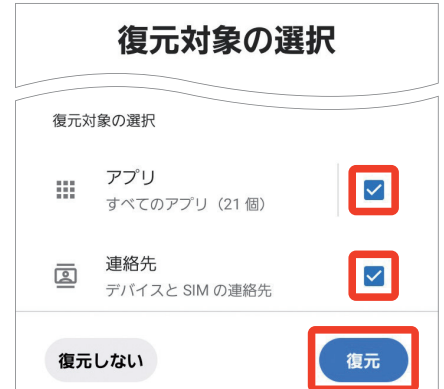 復元対象の選択
復元対象の選択
アプリ
すべてのアプリ（21 個）
連絡先
デバイスと SIM の連絡先
復元しない
復元